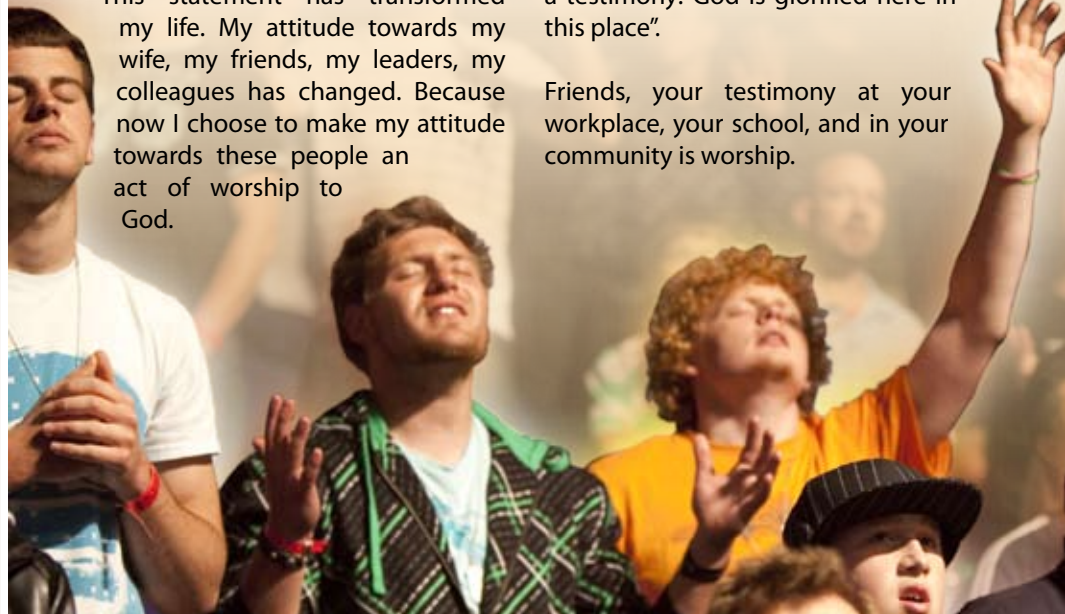 This statement has transformed
my life. My attitude towards my
wife, my friends, my leaders, my
colleagues has changed. Because
now I choose to make my attitude
towards these people an
act of worship to
God.
a testimony. God is glorified here in
this place”.
Friends, your testimony at your
workplace, your school, and in your
community is worship.